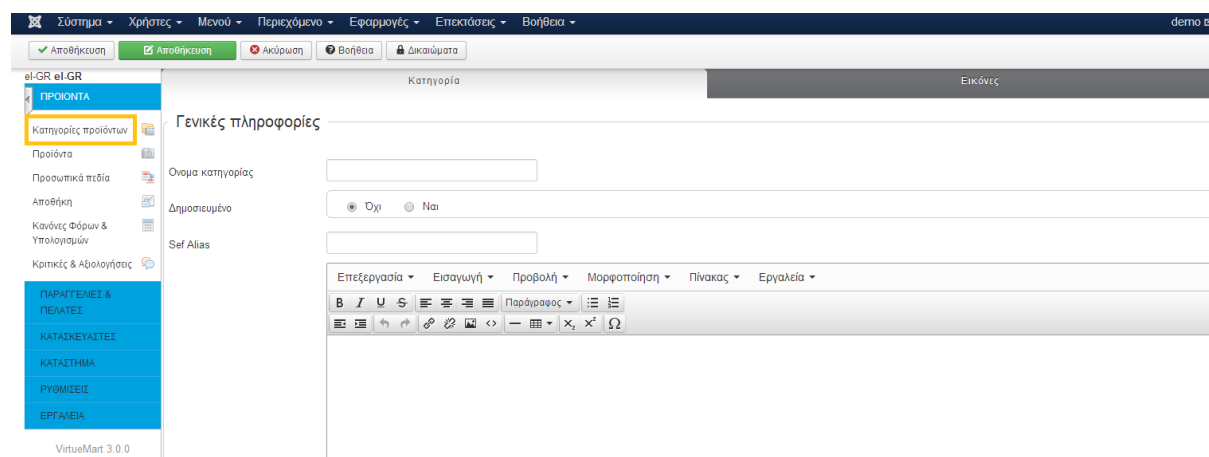 Σύστημα Χρήστες Μενού Περιεχόμενο Εφαρμογές Επεκτάσεις Βοήθεια demo
Αποθήκευση Αποθήκευση Ακύρωση Βοήθεια Δικαιώματα
el-GR el-GR
Κατηγορία Εικόνες
ΠΡΟΙΟΝΤΑ
Γενικές πληροφορίες
Κατηγορίες προϊόντων
Προϊόντα
Προσωπικά πεδία
Αποθήκη
Κανόνες Φόρων &
Υπολογισμών
Κριτικές & Αξιολογήσεις
ΠΑΡΑΓΓΕΛΙΕΣ &
ΠΕΛΑΤΕΣ
ΚΑΤΑΣΚΕΥΑΣΤΕΣ
ΚΑΤΑΣΤΗΜΑ
ΡΥΘΜΙΣΕΙΣ
ΕΡΓΑΛΕΙΑ
VirtueMart 3.0.0
Ονομα κατηγορίας
Δημοσιευμένο Όχι Ναι
Sef Alias
Επεξεργασία Εισαγωγή Προβολή Μορφοποίηση Πίνακας Εργαλεία
B I U S Παράγραφος
x₂ x² Ω